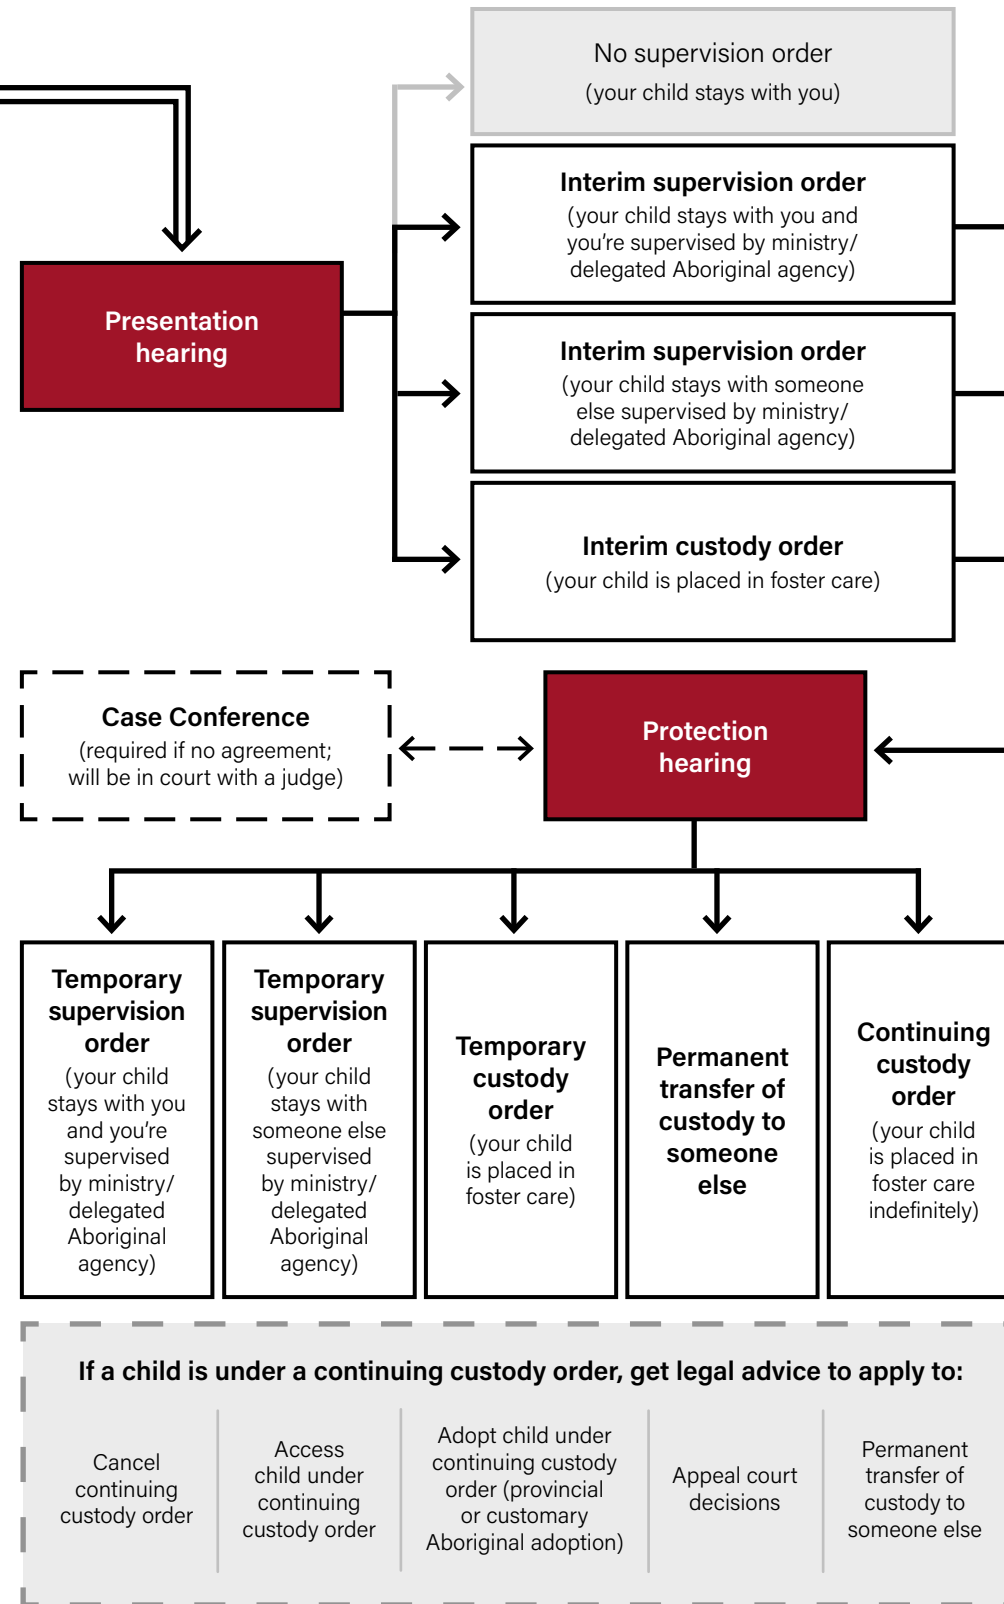 No supervision order
(your child stays with you)
Interim supervision order
(your child stays with you and
you're supervised by ministry/
delegated Aboriginal agency)
Presentation
hearing
Interim supervision order
(your child stays with someone
else supervised by ministry/
delegated Aboriginal agency)
Interim custody order
(your child is placed in foster care)
Case Conference
(required if no agreement;
will be in court with a judge)
Protection
hearing
Temporary
supervision
order
(your child
stays with you
and you're
supervised
by ministry/
delegated
Aboriginal
agency)
Temporary
supervision
order
(your child
stays with
someone else
supervised
by ministry/
delegated
Aboriginal
agency)
Temporary
custody
order
(your child
is placed in
foster care)
Permanent
transfer of
custody to
someone
else
Continuing
custody
order
(your child
is placed in
foster care
indefinitely)
If a child is under a continuing custody order, get legal advice to apply to:
Cancel
continuing
custody order
Access
child under
continuing
custody order
Adopt child under
continuing custody
order (provincial
or customary
Aboriginal adoption)
Appeal court
decisions
Permanent
transfer of
custody to
someone else